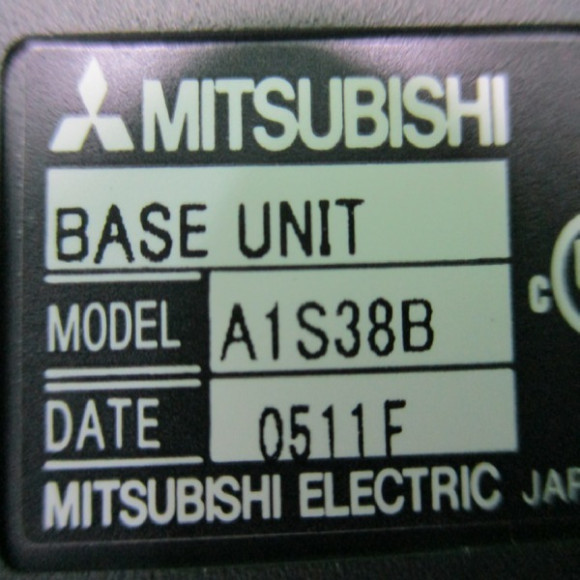 MITSUBISHI
BASE UNIT
MODEL A1S38B
DATE 0511F
MITSUBISHI ELECTRIC
C